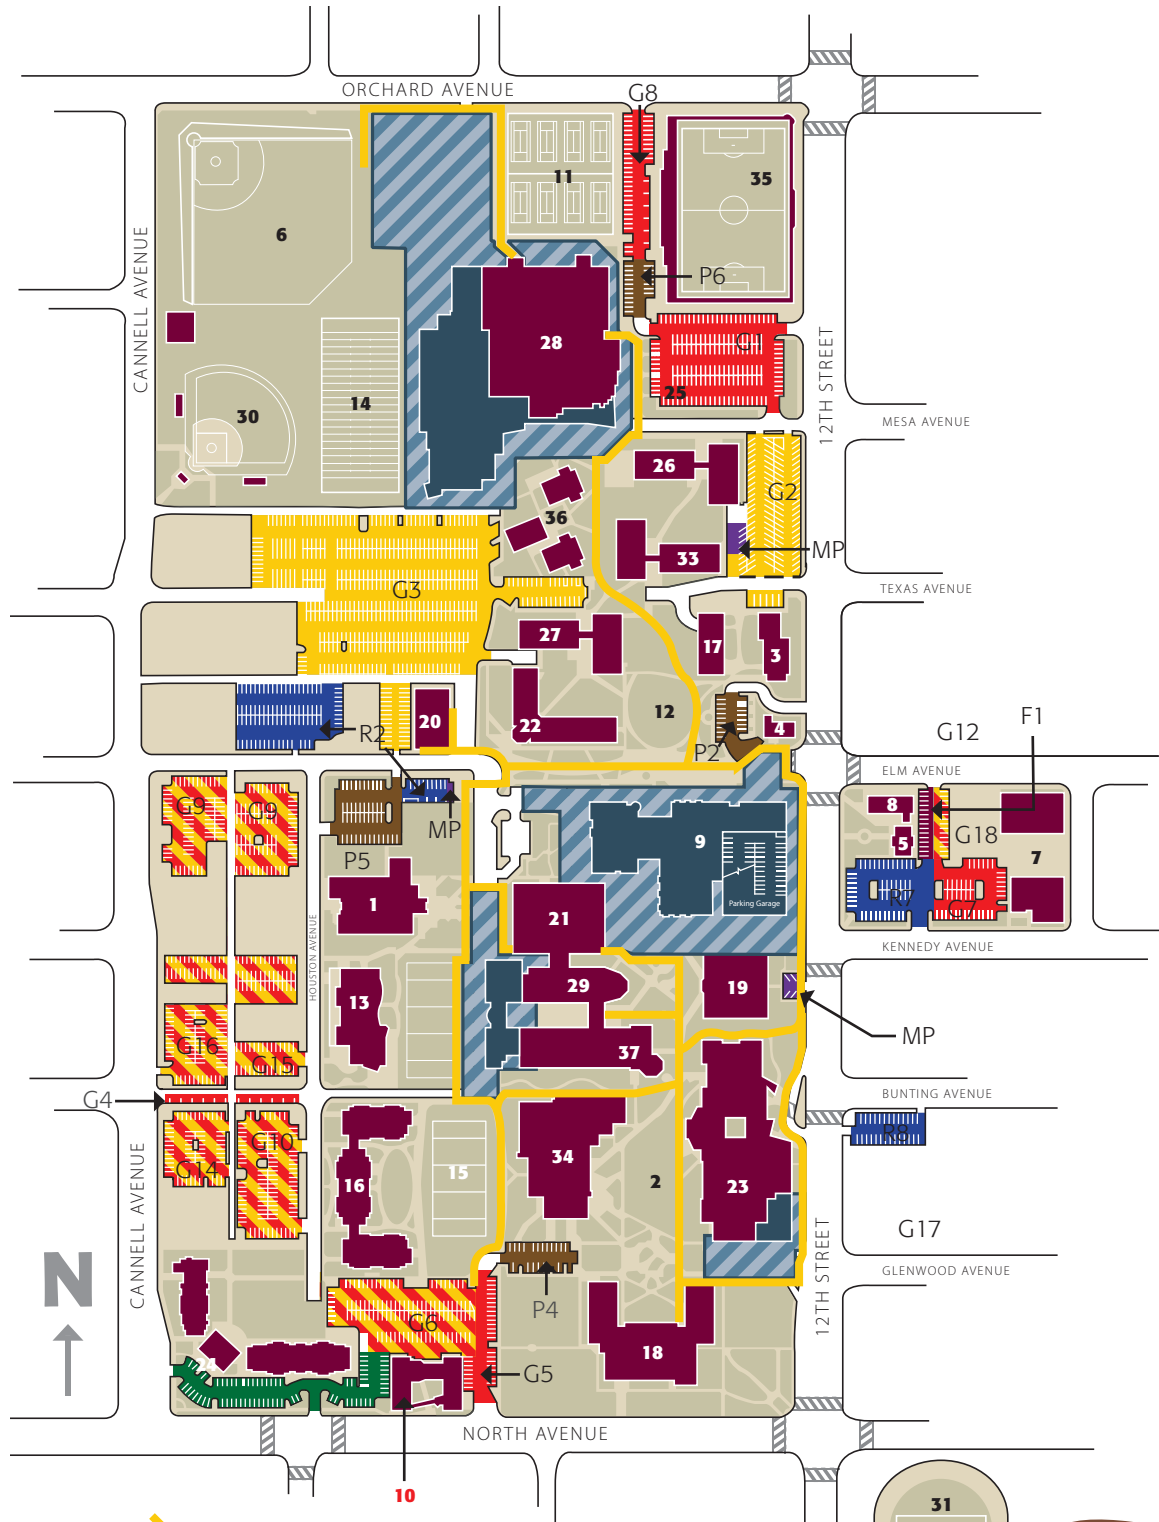 ORCHARD AVENUE
G8
11
35
6
CANNELL AVENUE
P6
28
G1
12TH STREET
25
14
30
MESA AVENUE
26
G2
36
MP
33
G3
TEXAS AVENUE
27
17
3
20
22
12
R2
4
P2
G12
F1
ELM AVENUE
G9
G9
MP
8
G18
5
9
7
P5
Parking Garage
R7
G7
1
21
HOUSTON AVENUE
KENNEDY AVENUE
29
19
13
MP
G16
37
G15
G4
BUNTING AVENUE
G10
R8
G14
34
15
16
2
23
CANNELL AVENUE
G17
12TH STREET
GLENWOOD AVENUE
N
P4
G6
18
24
G5
NORTH AVENUE
10
31